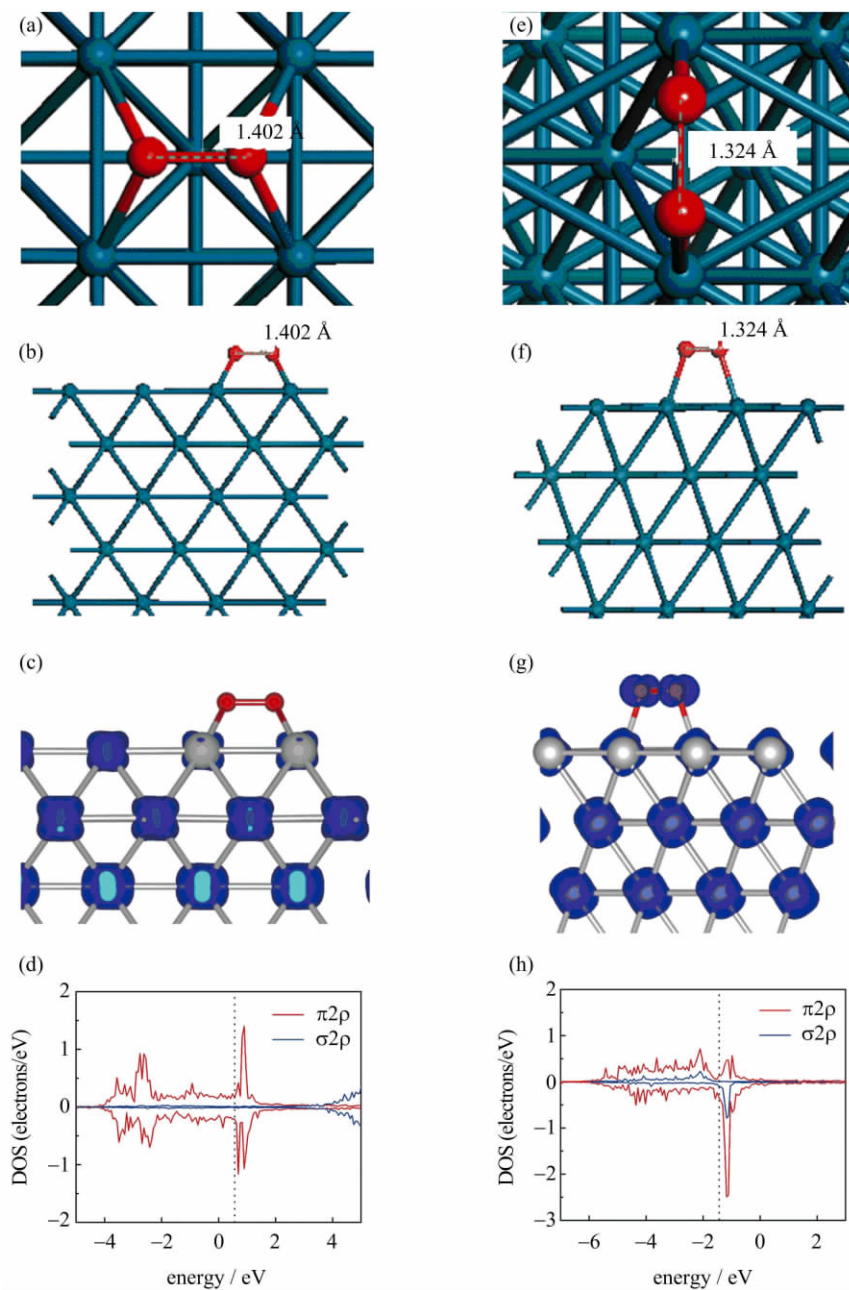 (a)
1.402 Å
(e)
1.324 Å
(b)
1.402 Å
(f)
1.324 Å
(c)
(g)
(d)
2
1
0
−1
−2
DOS (electrons/eV)
π2ρ
σ2ρ
−4
−2
0
2
4
energy / eV
(h)
2
1
0
−1
−2
−3
DOS (electrons/eV)
π2ρ
σ2ρ
−6
−4
−2
0
2
energy / eV